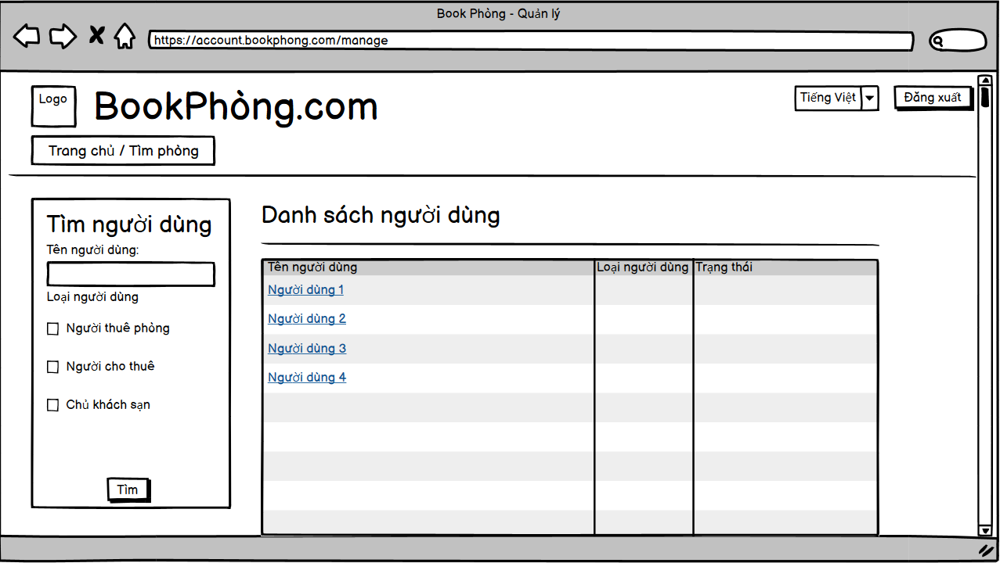 Book Phòng - Quản lý
https://account.bookphong.com/manage
Logo
BookPhòng.com
Tiếng Việt
Đăng xuất
Trang chủ / Tìm phòng
Tìm người dùng
Tên người dùng:
Loại người dùng
Người thuê phòng
Người cho thuê
Chủ khách sạn
Tìm
Danh sách người dùng
Tên người dùng Loại người dùng Trạng thái
Người dùng 1
Người dùng 2
Người dùng 3
Người dùng 4